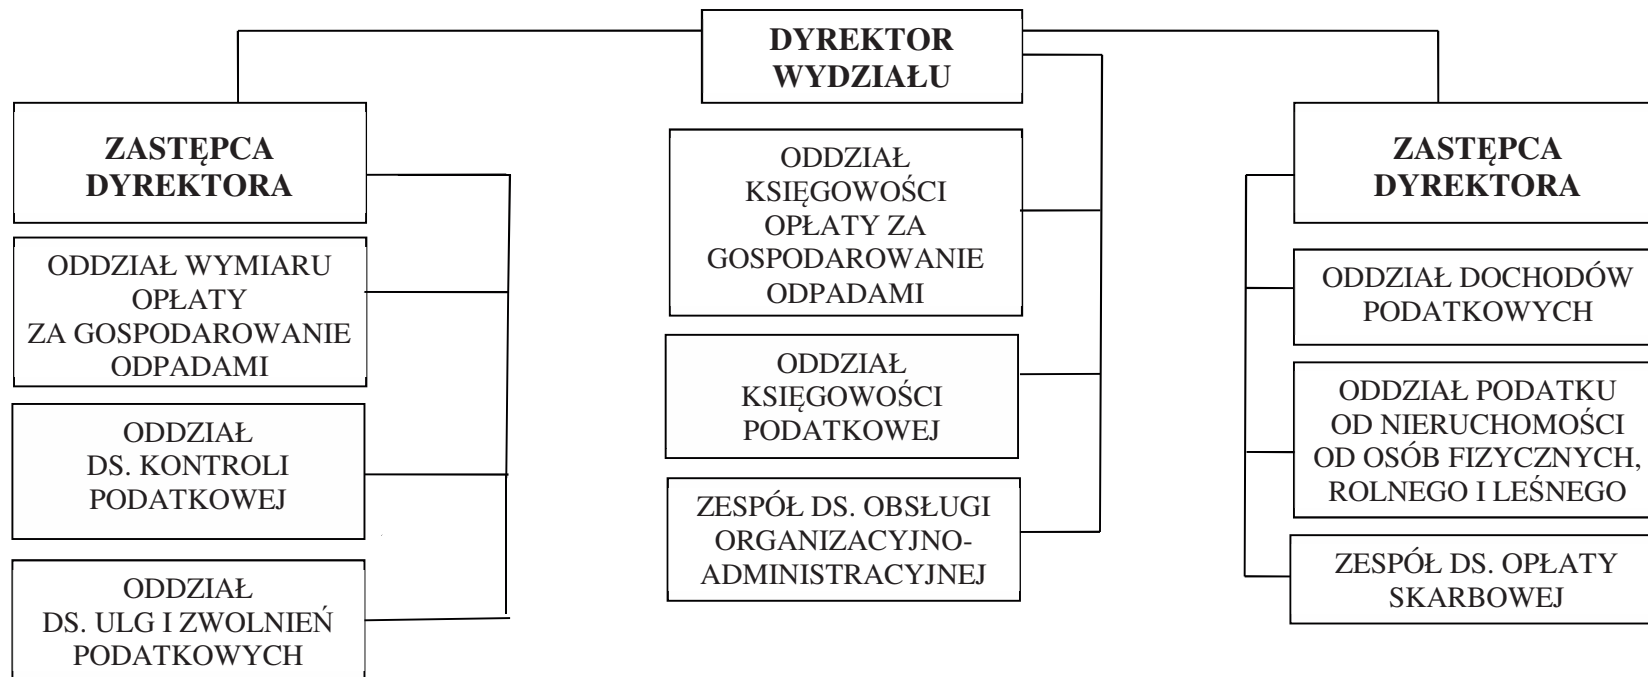 DYREKTOR
WYDZIAŁU
ZASTĘPCA
DYREKTORA
ODDZIAŁ WYMIARU
OPŁATY
ZA GOSPODAROWANIE
ODPADAMI
ODDZIAŁ
DS. KONTROLI
PODATKOWEJ
ODDZIAŁ
DS. ULG I ZWOLNIEŃ
PODATKOWYCH
ODDZIAŁ
KSIĘGOWOŚCI
OPŁATY ZA
GOSPODAROWANIE
ODPADAMI
ODDZIAŁ
KSIĘGOWOŚCI
PODATKOWEJ
ZESPÓŁ DS. OBSŁUGI
ORGANIZACYJNO-
ADMINISTRACYJNEJ
ZASTĘPCA
DYREKTORA
ODDZIAŁ DOCHODÓW
PODATKOWYCH
ODDZIAŁ PODATKU
OD NIERUCHOMOŚCI
OD OSÓB FIZYCZNYCH,
ROLNEGO I LEŚNEGO
ZESPÓŁ DS. OPŁATY
SKARBOWEJ